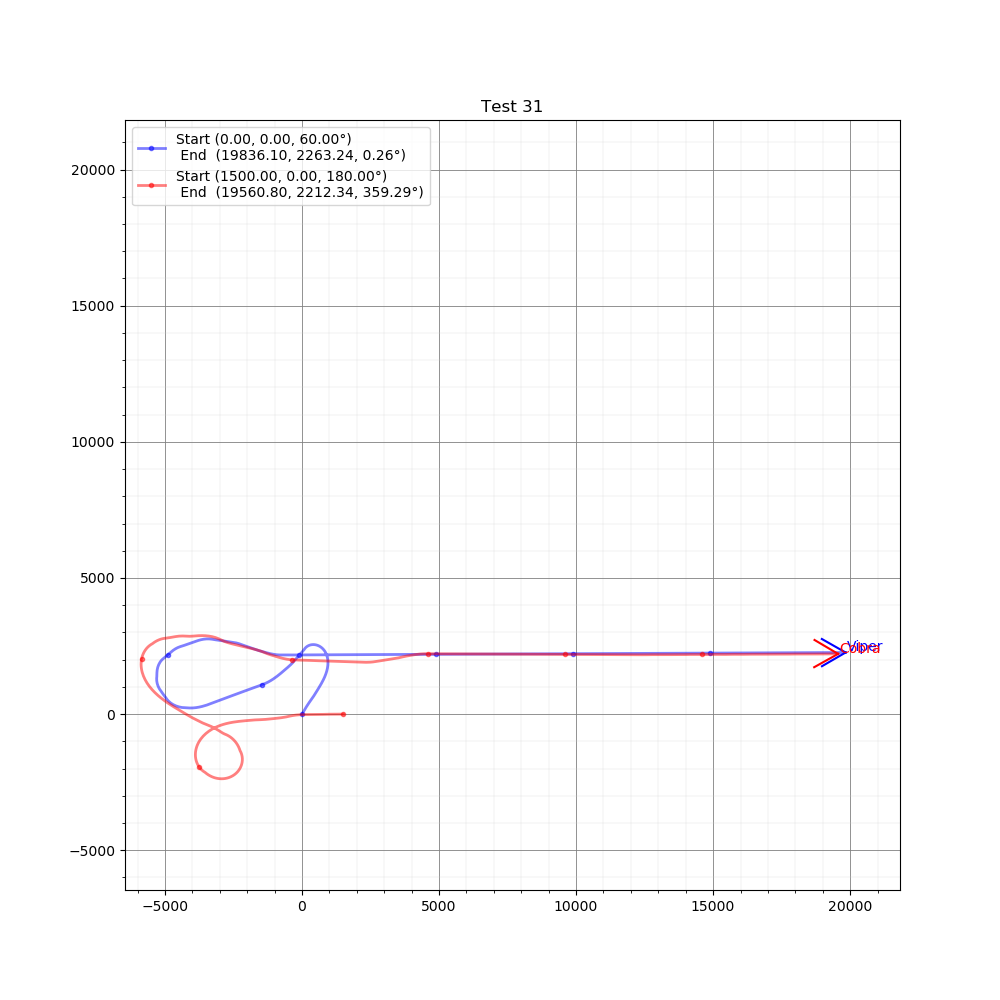 Test 31
Start (0.00, 0.00, 60.00°)
End  (19836.10, 2263.24, 0.26°)
Start (1500.00, 0.00, 180.00°)
End  (19560.80, 2212.34, 359.29°)
20000
15000
10000
5000
0
−5000
Viper
Cobra
−5000 0 5000 10000 15000 20000